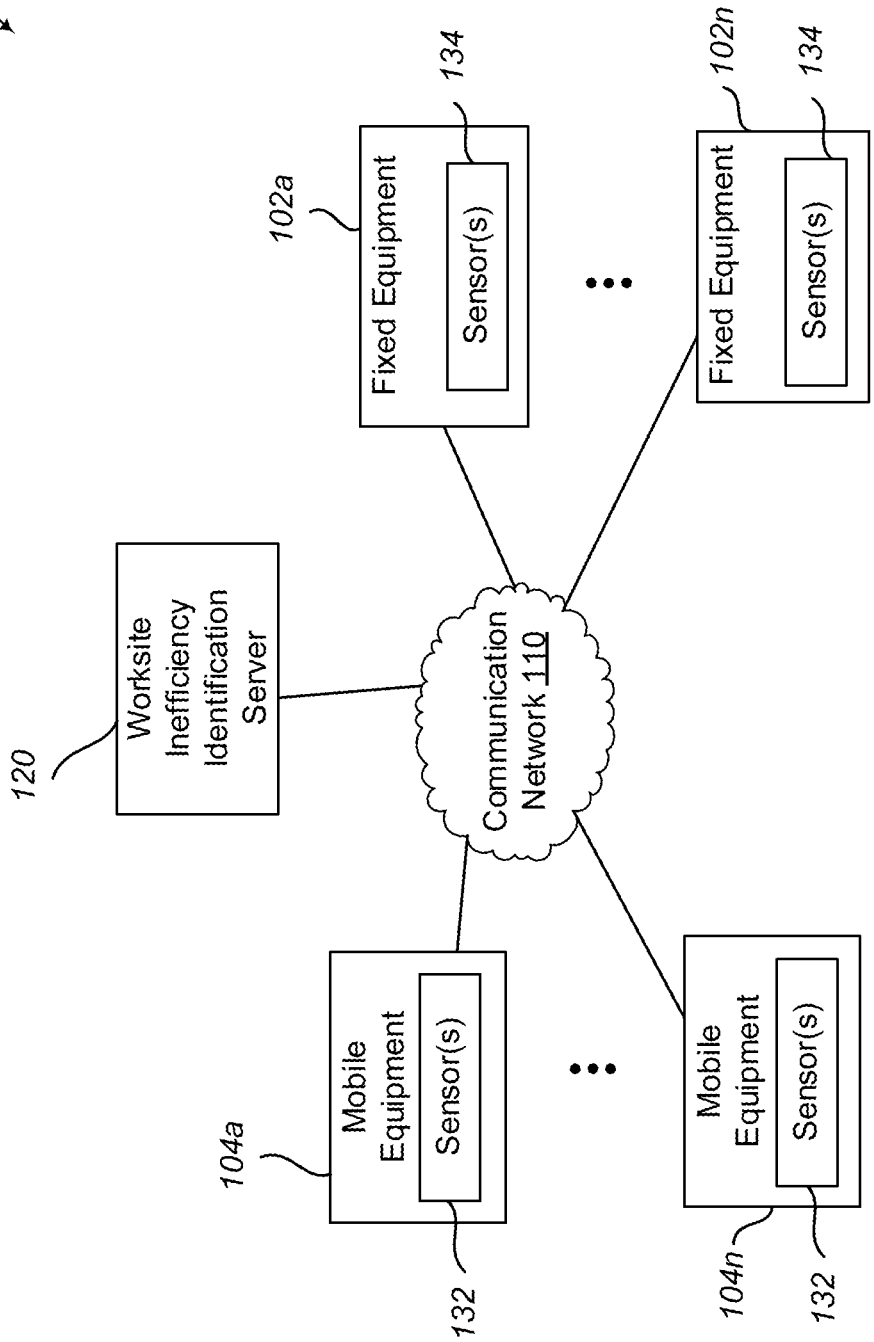 120
Worksite
Inefficiency
Identification
Server
104a
Mobile
Equipment
Sensor(s)
132
102a
Fixed Equipment
Sensor(s)
134
Communication
Network 110
104n
Mobile
Equipment
Sensor(s)
132
102n
Fixed Equipment
Sensor(s)
134